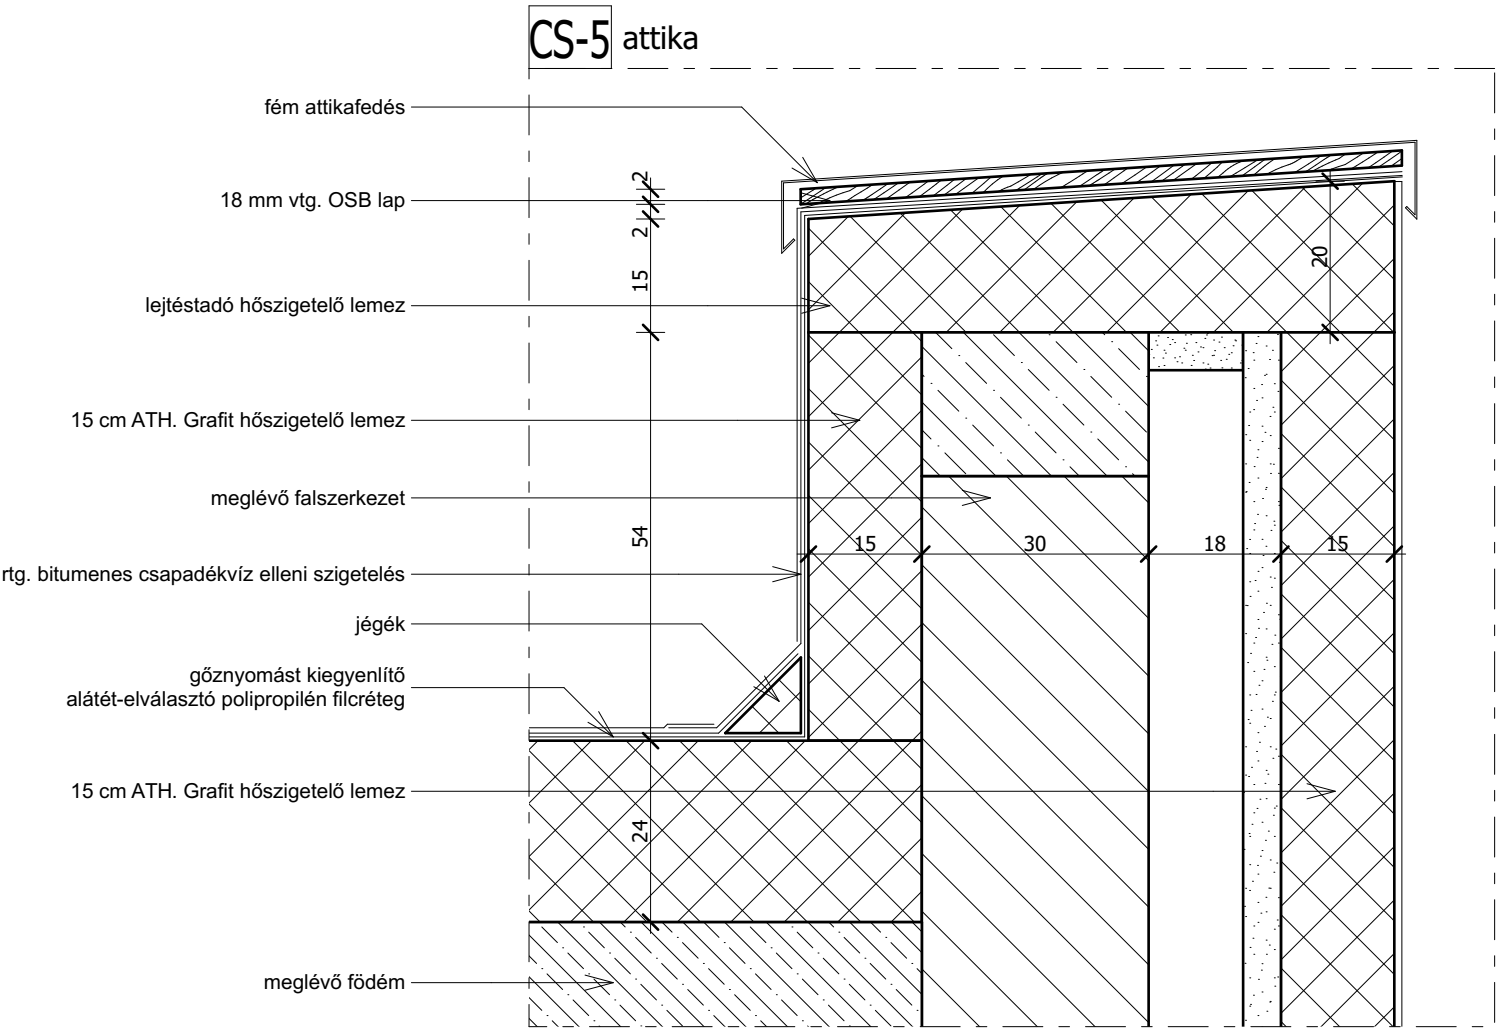 CS-5 attika
fém attikafedés
18 mm vtg. OSB lap
lejtéstadó hőszigetelő lemez
15 cm ATH. Grafit hőszigetelő lemez
meglévő falszerkezet
rtg. bitumenes csapadékvíz elleni szigetelés
jégék
gőznyomást kiegyenlítő
alátét-elválasztó polipropilén filcréteg
15 cm ATH. Grafit hőszigetelő lemez
meglévő födém
2
2
15
54
24
20
15 30 18 15